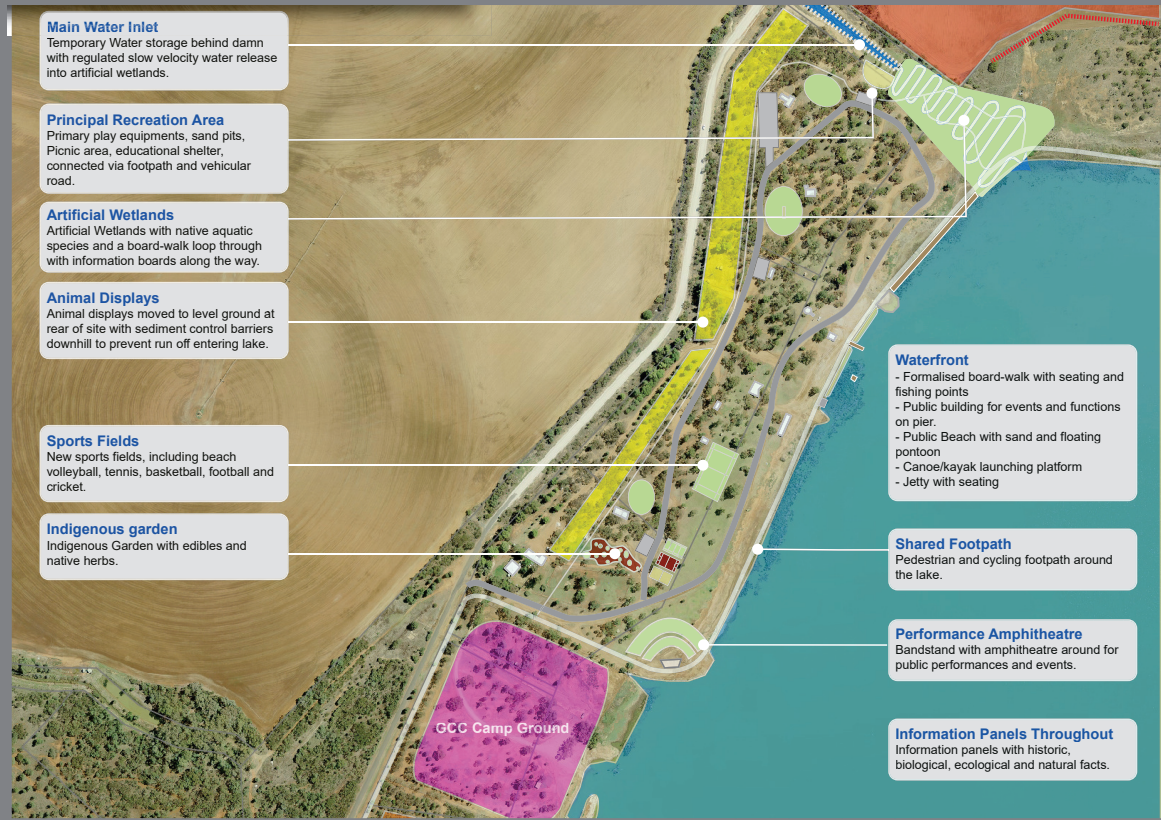 Main Water Inlet
Temporary Water storage behind damn
with regulated slow velocity water release
into artificial wetlands.
Principal Recreation Area
Primary play equipments, sand pits,
Picnic area, educational shelter,
connected via footpath and vehicular
road.
Artificial Wetlands
Artificial Wetlands with native aquatic
species and a board-walk loop through
with information boards along the way.
Animal Displays
Animal displays moved to level ground at
rear of site with sediment control barriers
downhill to prevent run off entering lake.
Sports Fields
New sports fields, including beach
volleyball, tennis, basketball, football and
cricket.
Indigenous garden
Indigenous Garden with edibles and
native herbs.
GCC Camp Ground
Waterfront
- Formalised board-walk with seating and
fishing points
- Public building for events and functions
on pier.
- Public Beach with sand and floating
pontoon
- Canoe/kayak launching platform
- Jetty with seating
Shared Footpath
Pedestrian and cycling footpath around
the lake.
Performance Amphitheatre
Bandstand with amphitheatre around for
public performances and events.
Information Panels Throughout
Information panels with historic,
biological, ecological and natural facts.